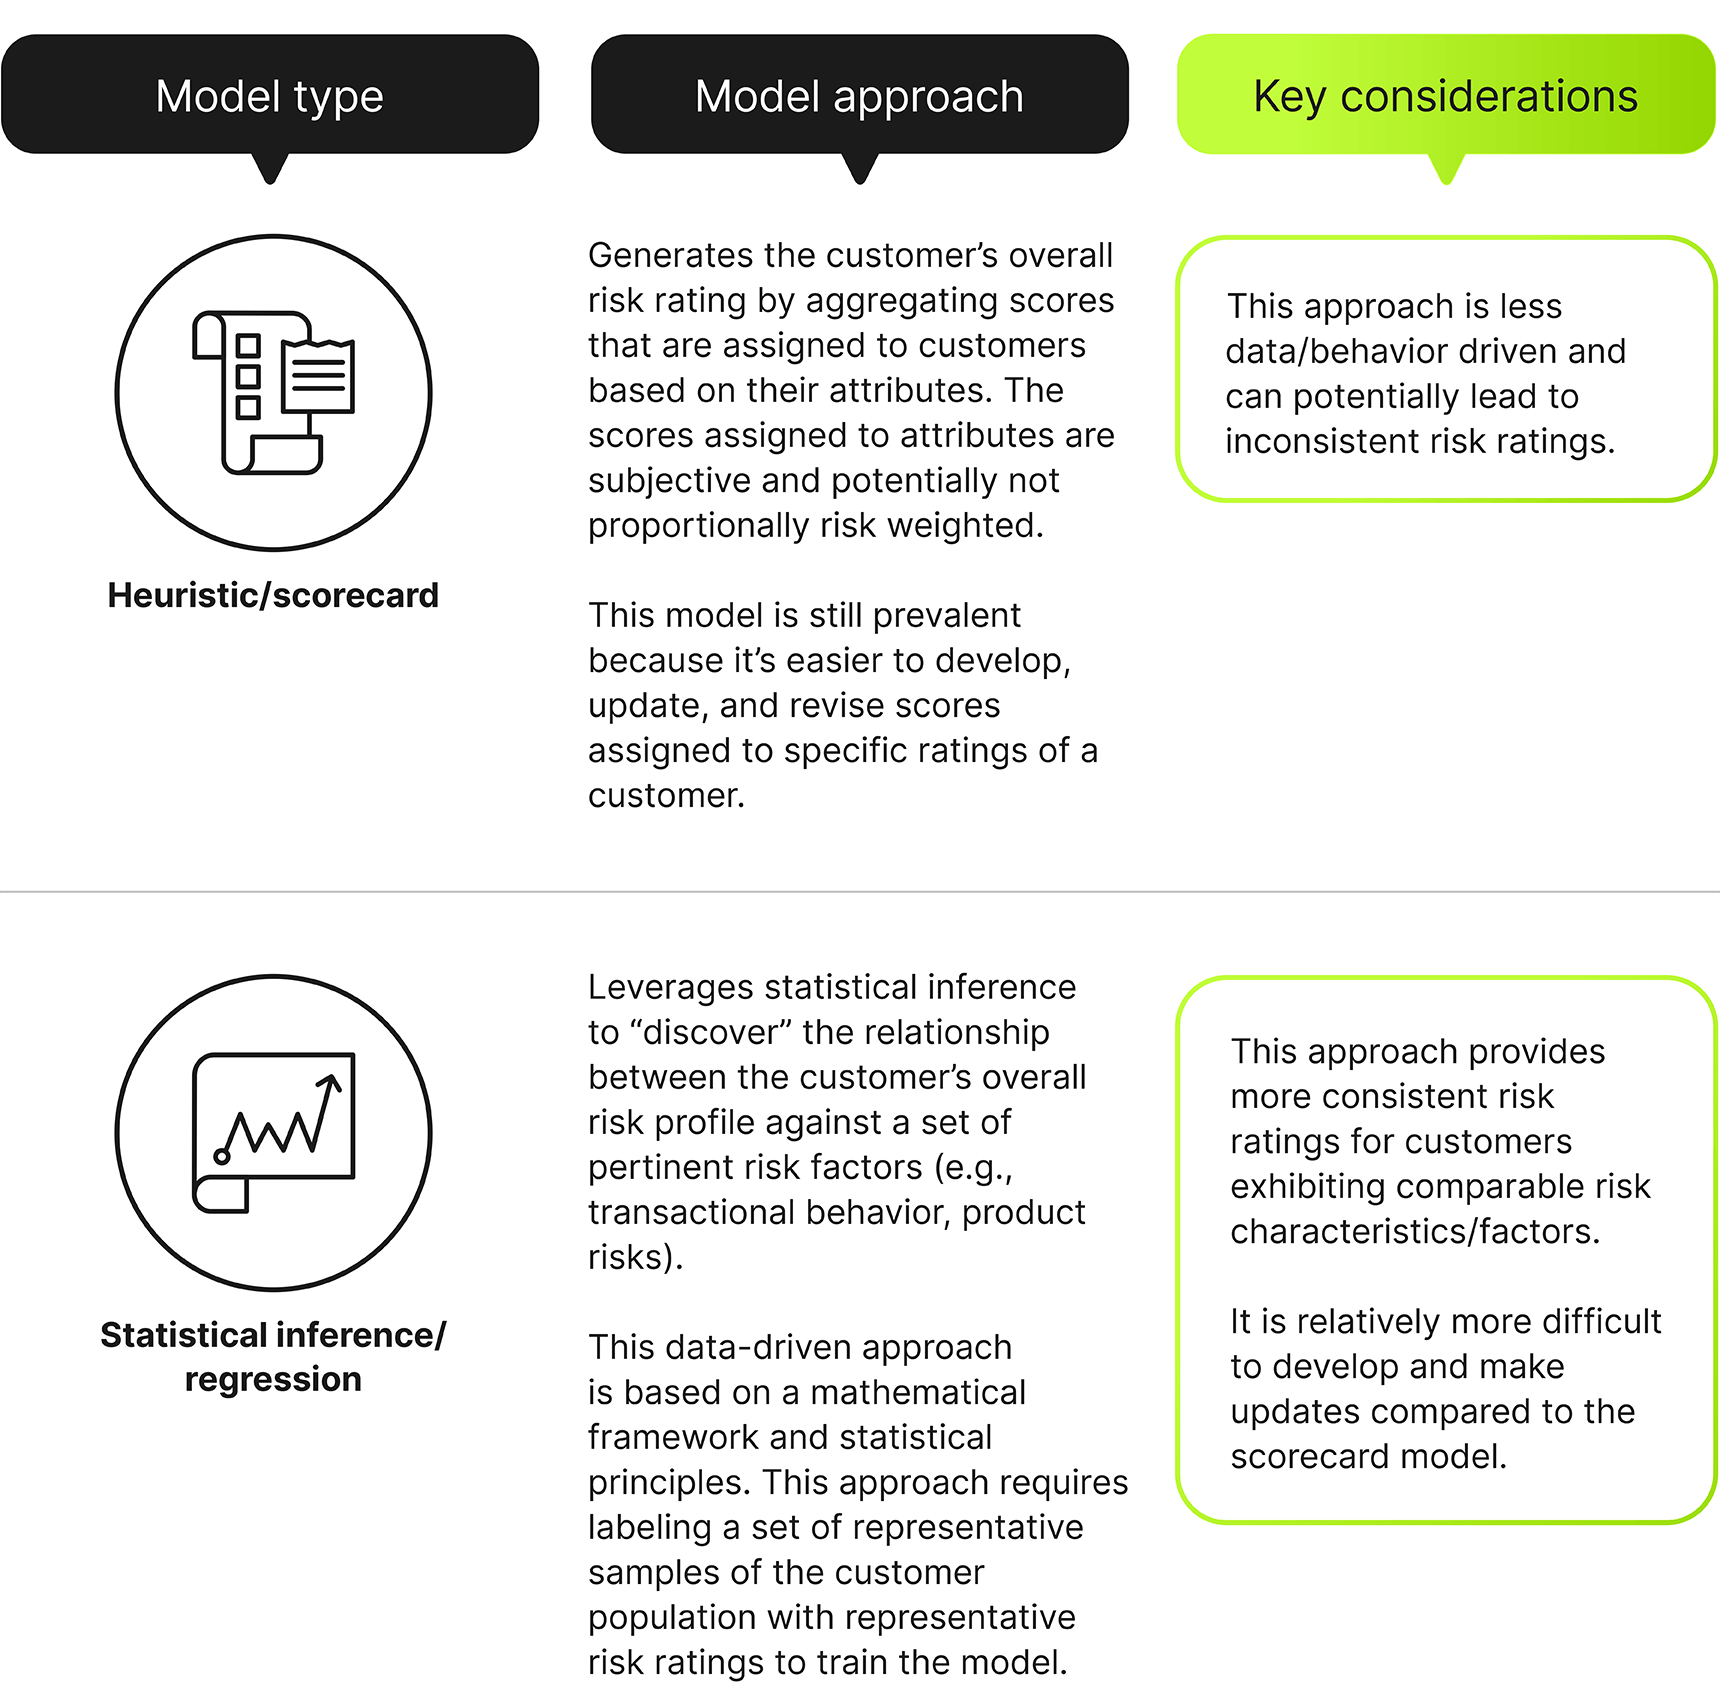 Model type
Model approach
Key considerations
Heuristic/scorecard
Generates the customer’s overall
risk rating by aggregating scores
that are assigned to customers
based on their attributes. The
scores assigned to attributes are
subjective and potentially not
proportionally risk weighted.
This model is still prevalent
because it’s easier to develop,
update, and revise scores
assigned to specific ratings of a
customer.
This approach is less
data/behavior driven and
can potentially lead to
inconsistent risk ratings.
Statistical inference/
regression
Leverages statistical inference
to “discover” the relationship
between the customer’s overall
risk profile against a set of
pertinent risk factors (e.g.,
transactional behavior, product
risks).
This data-driven approach
is based on a mathematical
framework and statistical
principles. This approach requires
labeling a set of representative
samples of the customer
population with representative
risk ratings to train the model.
This approach provides
more consistent risk
ratings for customers
exhibiting comparable risk
characteristics/factors.
It is relatively more difficult
to develop and make
updates compared to the
scorecard model.